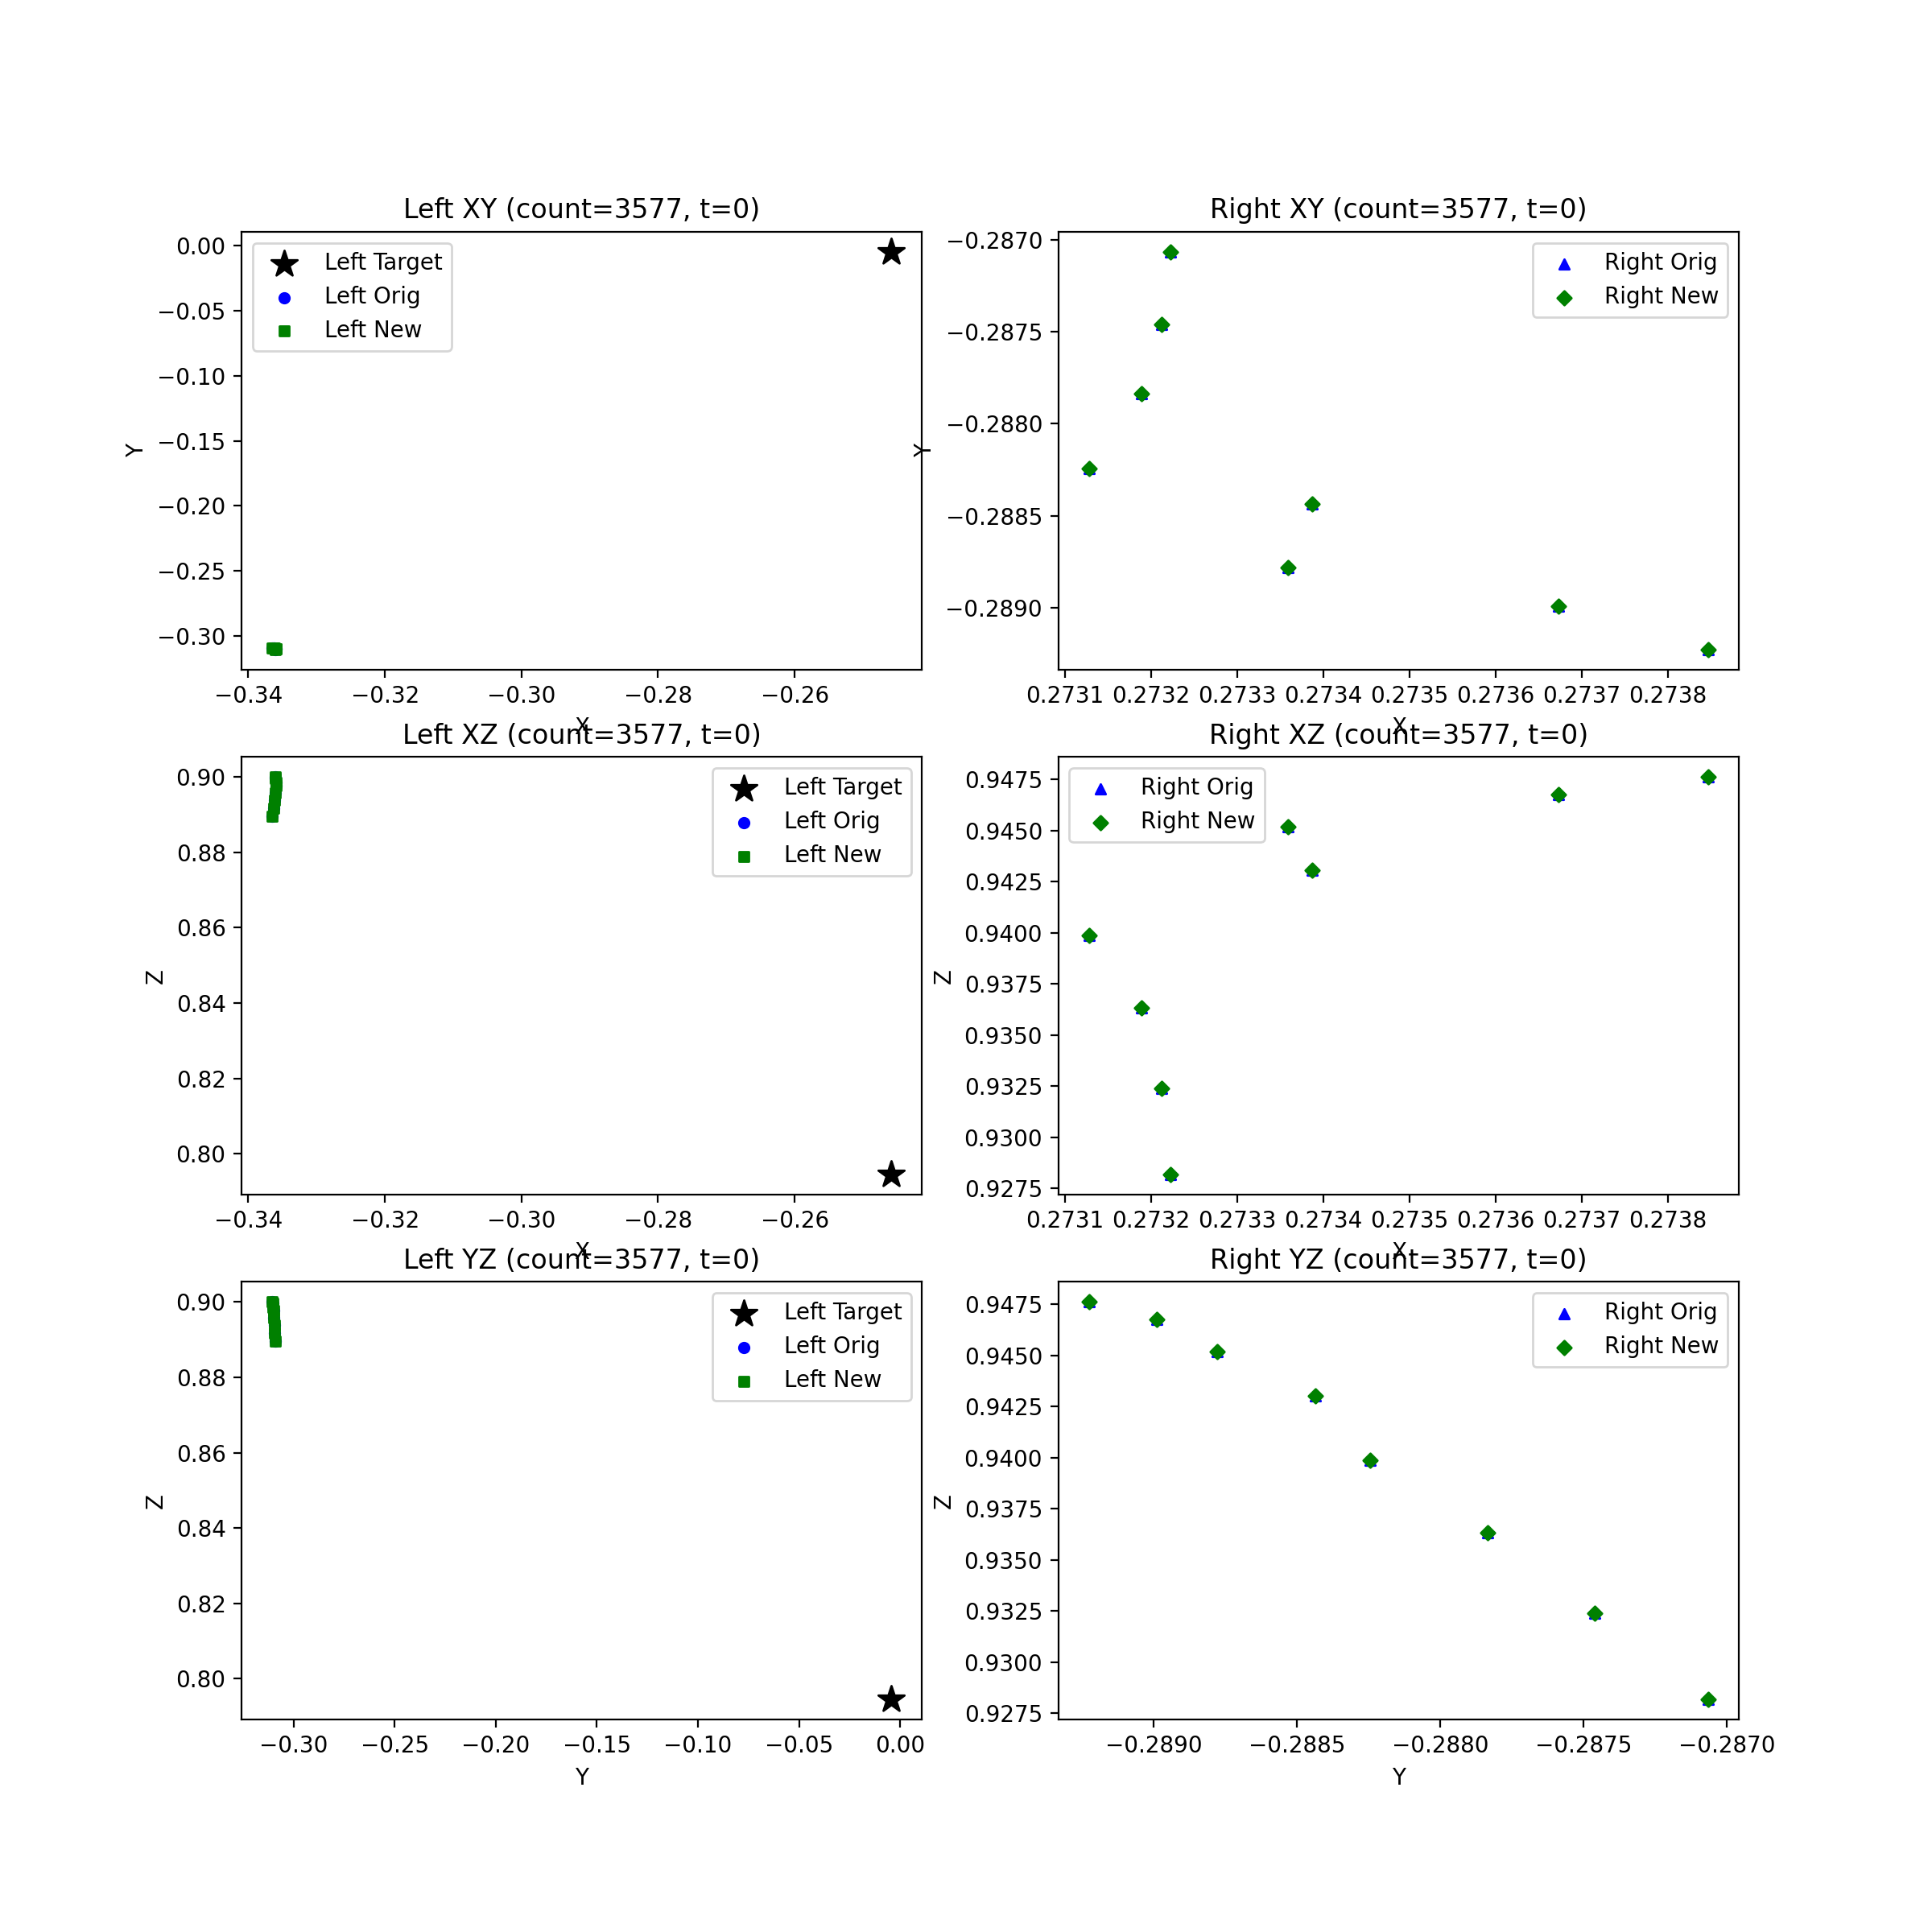 Left XY (count=3577, t=0)
Right XY (count=3577, t=0)
0.00
−0.05
−0.10
−0.15
−0.20
−0.25
−0.30
Y
Left Target
Left Orig
Left New
−0.34
−0.32
−0.30
−0.28
−0.26
X
−0.2870
−0.2875
−0.2880
−0.2885
−0.2890
Y
Right Orig
Right New
0.2731
0.2732
0.2733
0.2734
0.2735
0.2736
0.2737
0.2738
X
Left XZ (count=3577, t=0)
Right XZ (count=3577, t=0)
0.90
0.88
0.86
0.84
0.82
0.80
Z
Left Target
Left Orig
Left New
−0.34
−0.32
−0.30
−0.28
−0.26
X
0.9475
0.9450
0.9425
0.9400
0.9375
0.9350
0.9325
0.9300
0.9275
Z
Right Orig
Right New
0.2731
0.2732
0.2733
0.2734
0.2735
0.2736
0.2737
0.2738
X
Left YZ (count=3577, t=0)
Right YZ (count=3577, t=0)
0.90
0.88
0.86
0.84
0.82
0.80
Z
Left Target
Left Orig
Left New
−0.30
−0.25
−0.20
−0.15
−0.10
−0.05
0.00
Y
0.9475
0.9450
0.9425
0.9400
0.9375
0.9350
0.9325
0.9300
0.9275
Z
Right Orig
Right New
−0.2890
−0.2885
−0.2880
−0.2875
−0.2870
Y